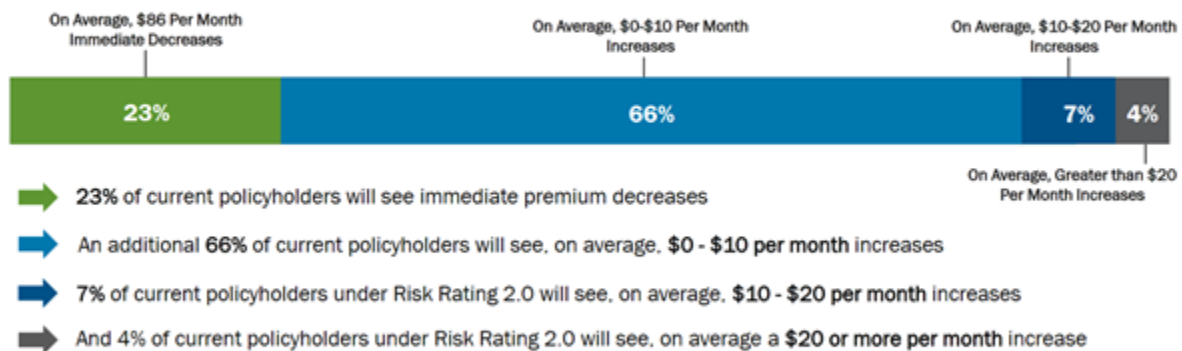 On Average, $86 Per Month
Immediate Decreases
On Average, $0-$10 Per Month
Increases
On Average, $10-$20 Per Month
Increases
23%
66%
7%
4%
On Average, Greater than $20
Per Month Increases
23% of current policyholders will see immediate premium decreases
An additional 66% of current policyholders will see, on average, $0 - $10 per month increases
7% of current policyholders under Risk Rating 2.0 will see, on average, $10 - $20 per month increases
And 4% of current policyholders under Risk Rating 2.0 will see, on average a $20 or more per month increase